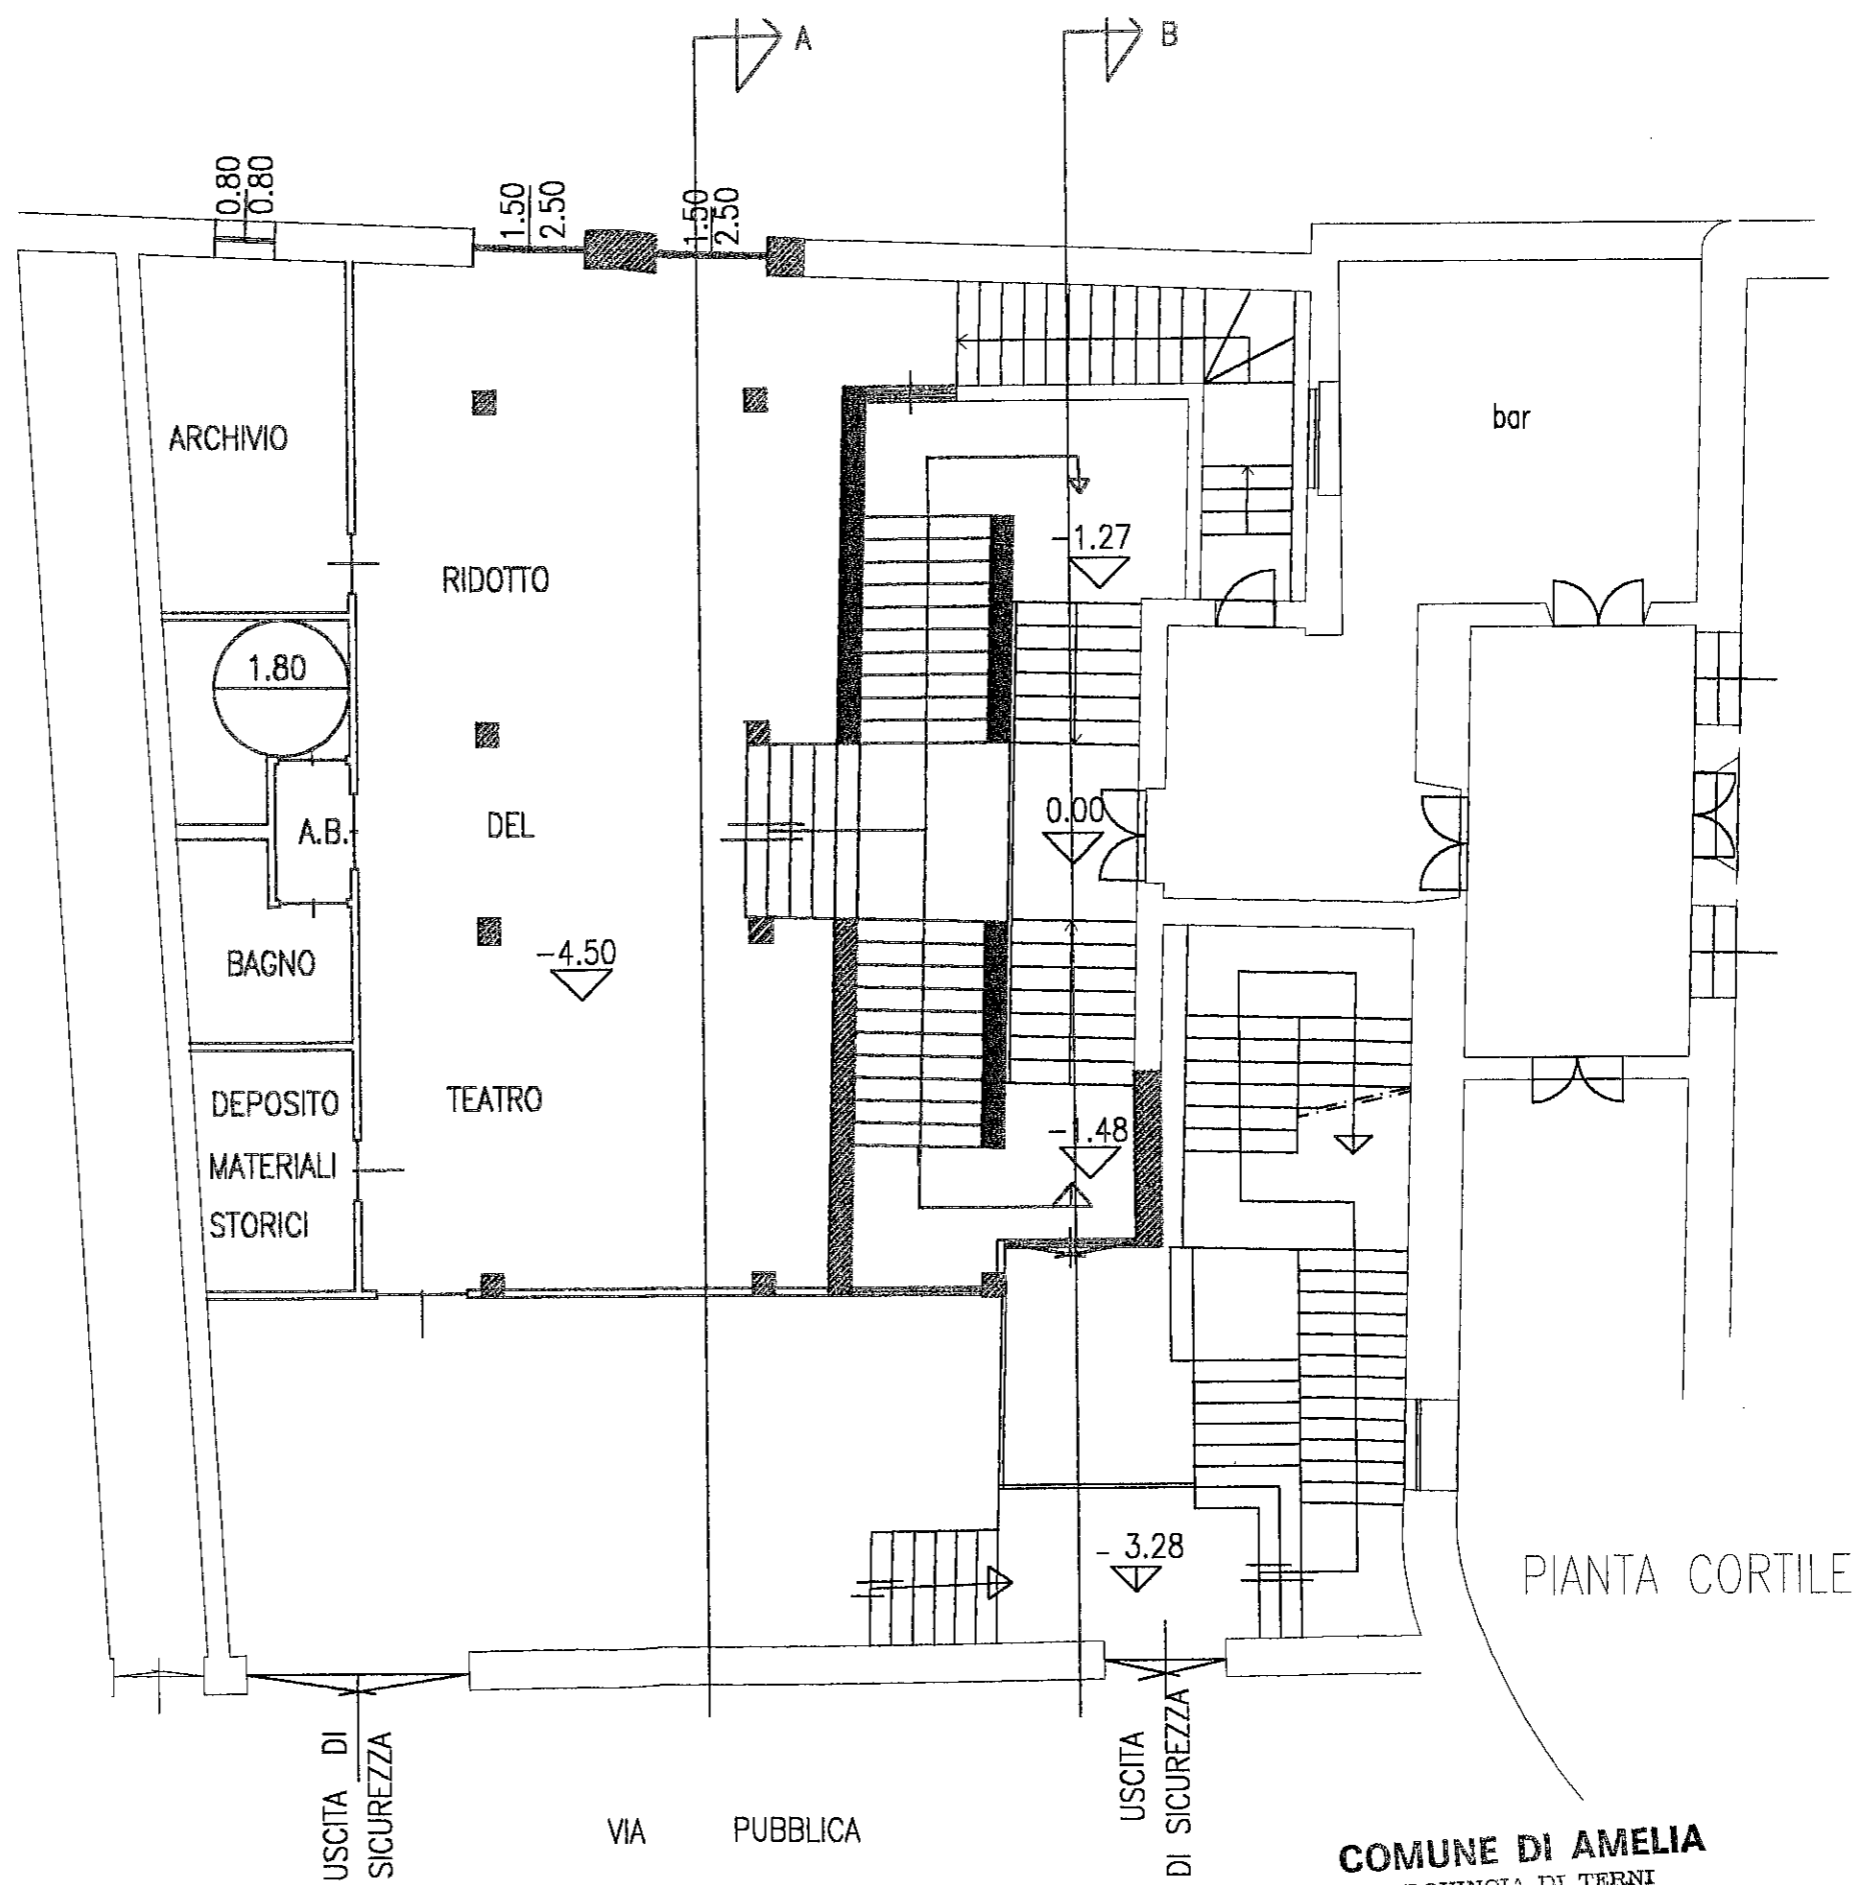 A
B
0.80
0.80
1.50
2.50
1.50
2.50
ARCHIVIO
bar
-1.27
RIDOTTO
1.80
0.00
A.B.
DEL
-4.50
BAGNO
DEPOSITO
MATERIALI
STORICI
TEATRO
-1.48
- 3.28
PIANTA CORTILE
USCITA DI
SICUREZZA
VIA PUBBLICA
USCITA
DI SICUREZZA
COMUNE DI AMELIA
DI TERNI